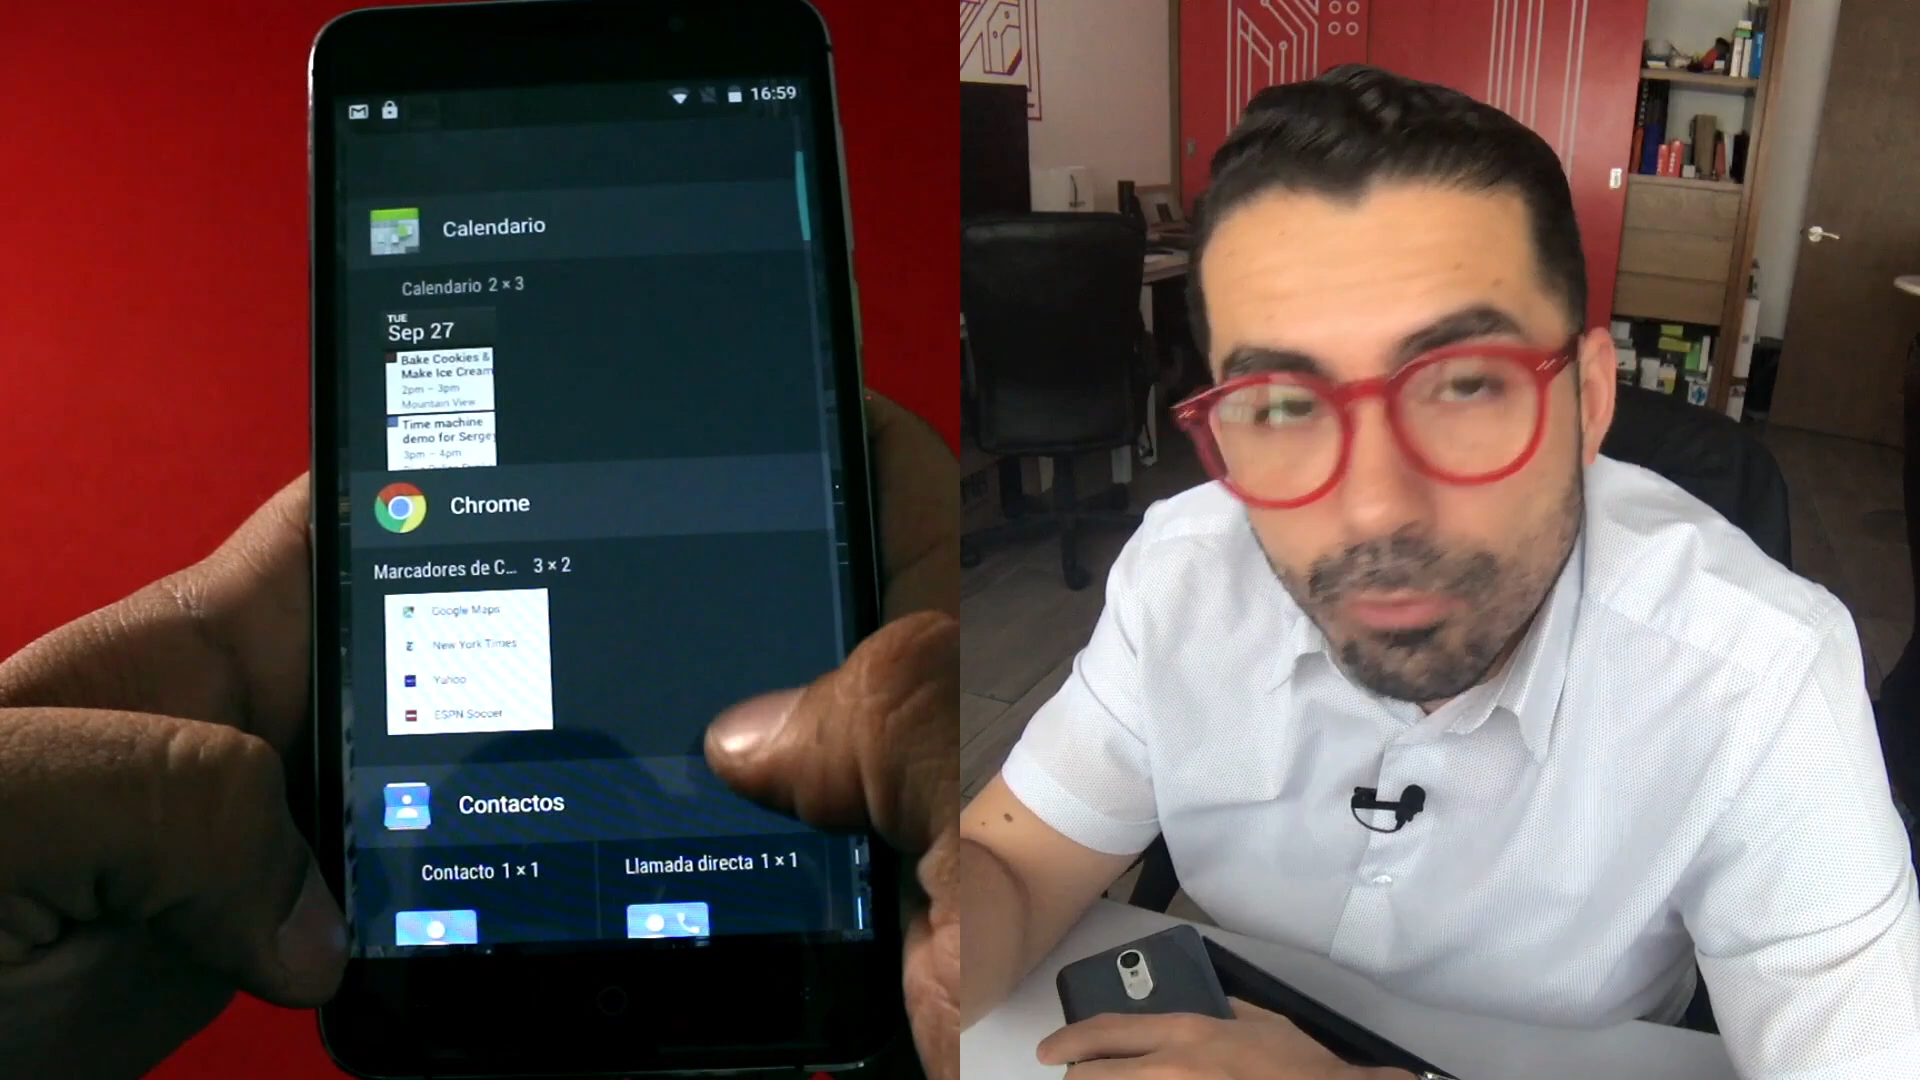 16:59
Calendario
Calendario 2 × 3
TUE
Sep 27
Bake Cookies &
Make Ice Cream
2pm – 3pm
Mountain View
Time machine
demo for Sergey
3pm – 4pm
Chrome
Marcadores de C... 3 × 2
Google Maps
New York Times
Yahoo
ESPN Soccer
Contactos
Contacto 1 × 1
Llamada directa 1 × 1